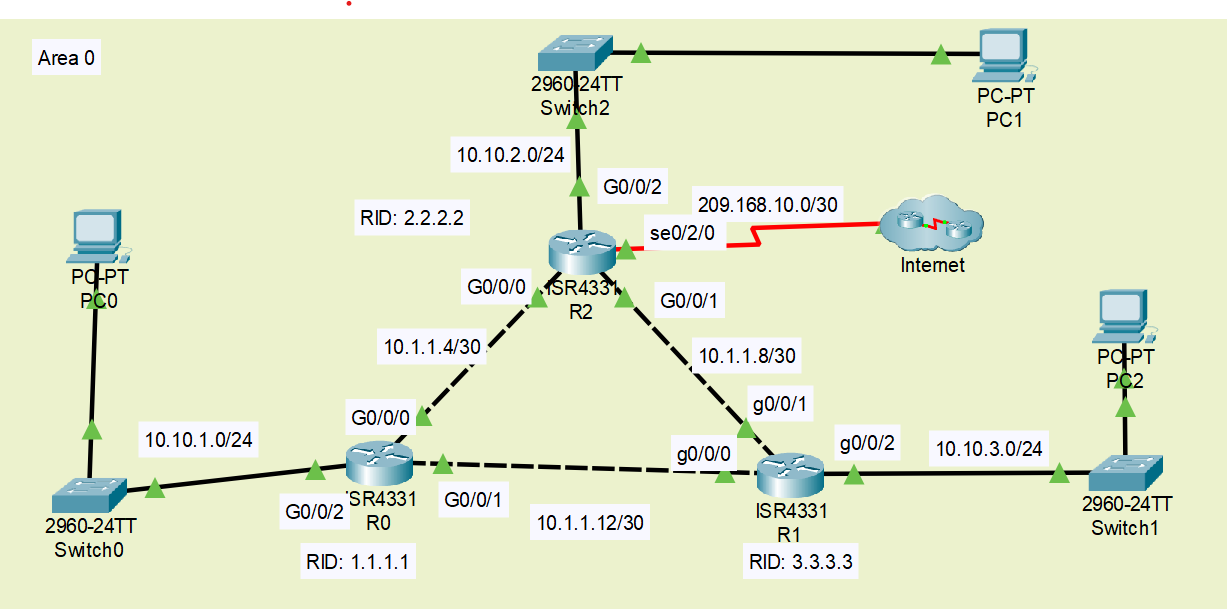 Area 0
2960-24TT
Switch2
PC-PT
PC1
10.10.2.0/24
G0/0/2
RID: 2.2.2.2
209.168.10.0/30
se0/2/0
Internet
PC-PT
PC0
G0/0/0
ISR4331
R2
G0/0/1
10.1.1.4/30
10.1.1.8/30
PC-PT
PC2
G0/0/0
g0/0/1
10.10.1.0/24
g0/0/0
g0/0/2
10.10.3.0/24
G0/0/2
ISR4331
R0
G0/0/1
10.1.1.12/30
ISR4331
R1
2960-24TT
Switch0
2960-24TT
Switch1
RID: 1.1.1.1
RID: 3.3.3.3